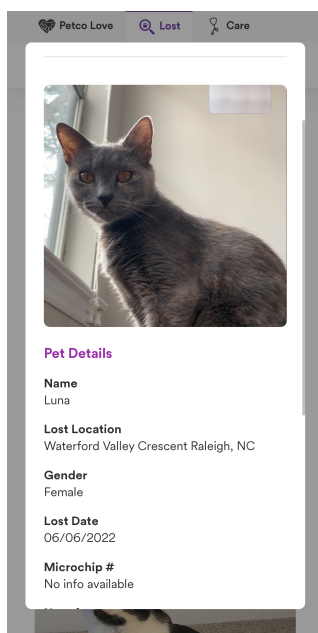 Petco Love
Lost
Care
Pet Details
Name
Luna
Lost Location
Waterford Valley Crescent Raleigh, NC
Gender
Female
Lost Date
06/06/2022
Microchip #
No info available